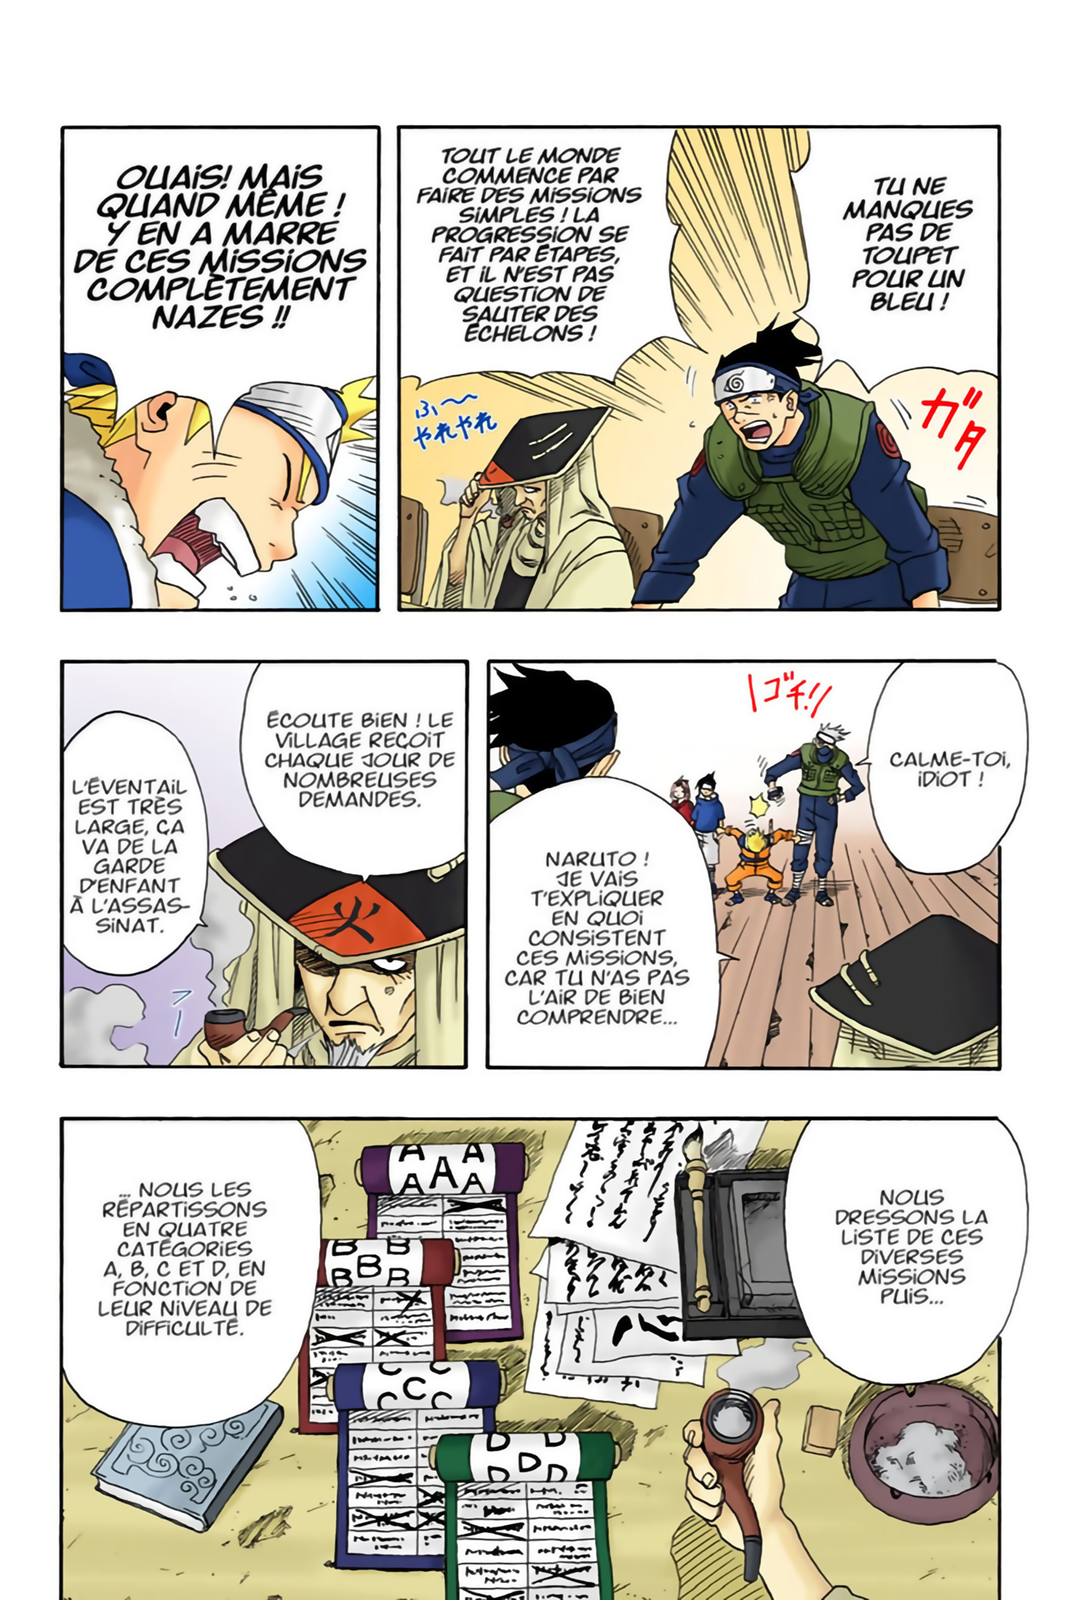 TU NE
MANQUES
PAS DE
TOUPET
POUR UN
BLEU !
TOUT LE MONDE
COMMENCE PAR
FAIRE DES MISSIONS
SIMPLES ! LA
PROGRESSION SE
FAIT PAR ÉTAPES,
ET IL N'EST PAS
QUESTION DE
SAUTER DES
ÉCHELONS !
ガタ
ふ〜
やれやれ
OUAIS! MAIS
QUAND MÊME !
Y EN A MARRE
DE CES MISSIONS
COMPLÈTEMENT
NAZES !!
CALME-TOI,
IDIOT !
ゴチ!
NARUTO !
JE VAIS
T'EXPLIQUER
EN QUOI
CONSISTENT
CES MISSIONS,
CAR TU N'AS PAS
L'AIR DE BIEN
COMPRENDRE...
ÉCOUTE BIEN ! LE
VILLAGE REÇOIT
CHAQUE JOUR DE
NOMBREUSES
DEMANDES.
火
L'ÉVENTAIL
EST TRÈS
LARGE, ÇA
VA DE LA
GARDE
D'ENFANT
À L'ASSAS-
SINAT.
フー
NOUS
DRESSONS LA
LISTE DE CES
DIVERSES
MISSIONS
PUIS...
... NOUS LES
RÉPARTISSONS
EN QUATRE
CATÉGORIES
A, B, C ET D, EN
FONCTION DE
LEUR NIVEAU DE
DIFFICULTÉ.
A A
A A A
B B
B B B
C C
C C C
D D
D D D
心